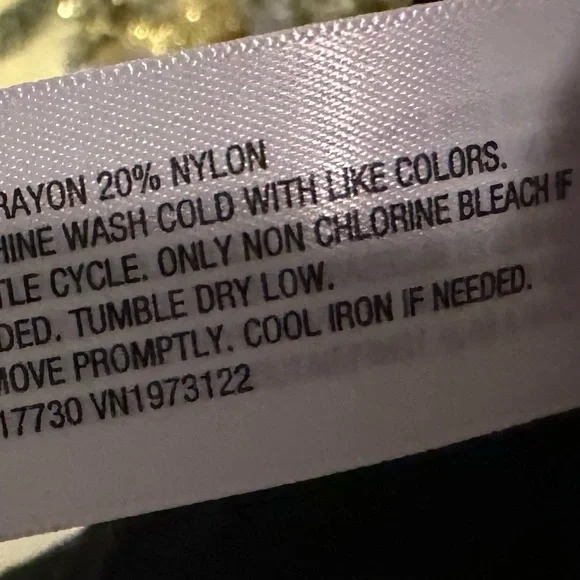 RAYON 20% NYLON
HINE WASH COLD WITH LIKE COLORS.
TLE CYCLE. ONLY NON CHLORINE BLEACH IF
DED. TUMBLE DRY LOW.
MOVE PROMPTLY. COOL IRON IF NEEDED.
17730 VN1973122